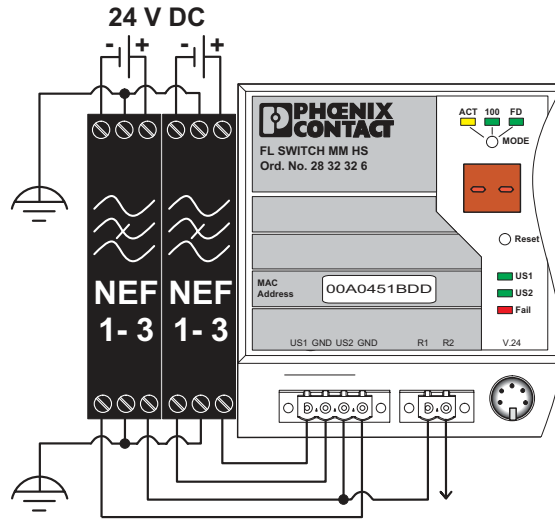 24 V DC
- + - +
PHŒNIX
CONTACT
FL SWITCH MM HS
Ord. No. 28 32 32 6
ACT 100 FD
MODE
Reset
MAC
Address
00A0451BDD
US1
US2
Fail
NEF
1- 3
NEF
1- 3
US1 GND US2 GND R1 R2 V.24